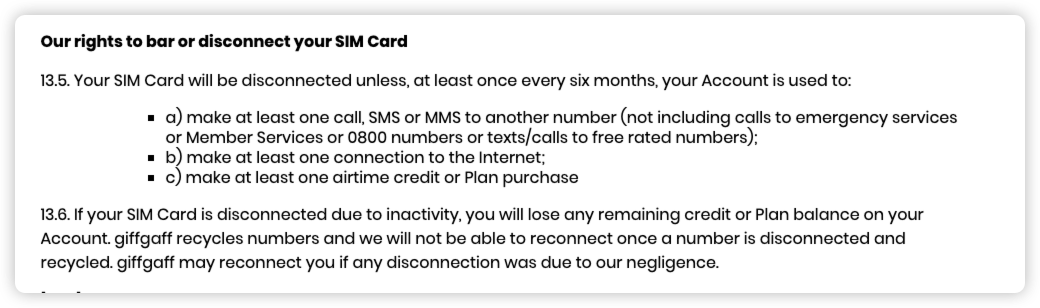 Our rights to bar or disconnect your SIM Card
13.5. Your SIM Card will be disconnected unless, at least once every six months, your Account is used to:
▪ a) make at least one call, SMS or MMS to another number (not including calls to emergency services
or Member Services or 0800 numbers or texts/calls to free rated numbers);
▪ b) make at least one connection to the Internet;
▪ c) make at least one airtime credit or Plan purchase
13.6. If your SIM Card is disconnected due to inactivity, you will lose any remaining credit or Plan balance on your
Account. giffgaff recycles numbers and we will not be able to reconnect once a number is disconnected and
recycled. giffgaff may reconnect you if any disconnection was due to our negligence.